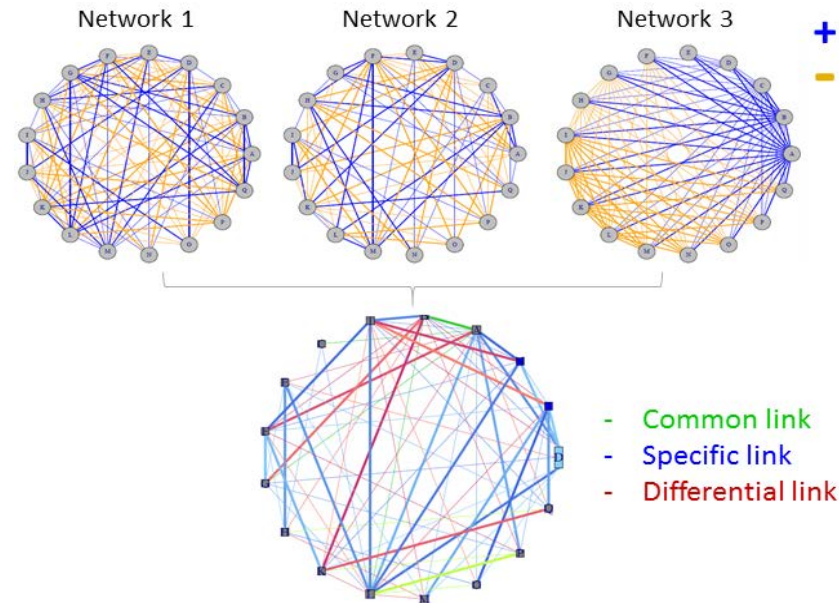 Network 1
Network 2
Network 3
+
-
F
E
D
G
C
H
B
I
A
J
Q
K
P
L
O
M
N
F
E
D
G
C
H
B
I
A
J
Q
K
P
L
O
M
N
F
E
D
G
C
H
B
I
A
J
Q
K
P
L
O
M
N
D
- Common link
- Specific link
- Differential link